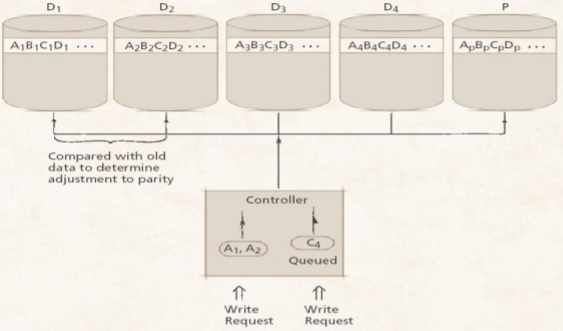 D1 D2 D3 D4 P
A1B1C1D1 ··· A2B2C2D2 ··· A3B3C3D3 ··· A4B4C4D4 ··· ApBpCpDp ···
Compared with old
data to determine
adjustment to parity
Controller
A1, A2 C4
Queued
Write Write
Request Request